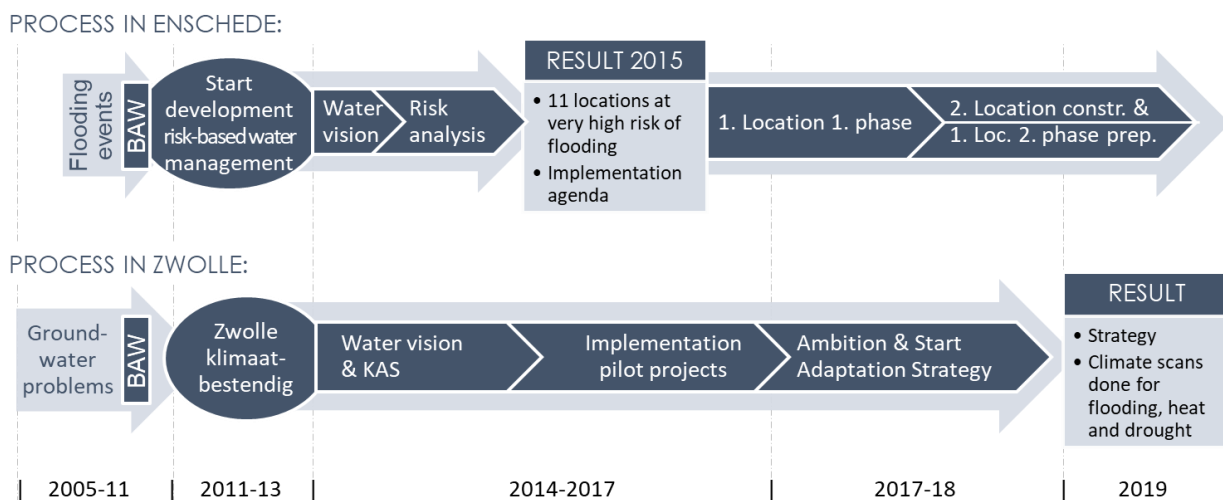 PROCESS IN ENSCHEDE:
Flooding
events
BAW
Start
development
risk-based water
management
Water
vision
Risk
analysis
RESULT 2015
• 11 locations at
very high risk of
flooding
• Implementation
agenda
1. Location 1. phase
2. Location constr. &
1. Loc. 2. phase prep.
PROCESS IN ZWOLLE:
Ground-
water
problems
BAW
Zwolle
klimaat-
bestendig
Water vision
& KAS
Implementation
pilot projects
Ambition & Start
Adaptation Strategy
RESULT
• Strategy
• Climate scans
done for
flooding, heat
and drought
| 2005-11 | 2011-13 | 2014-2017 | 2017-18 | 2019